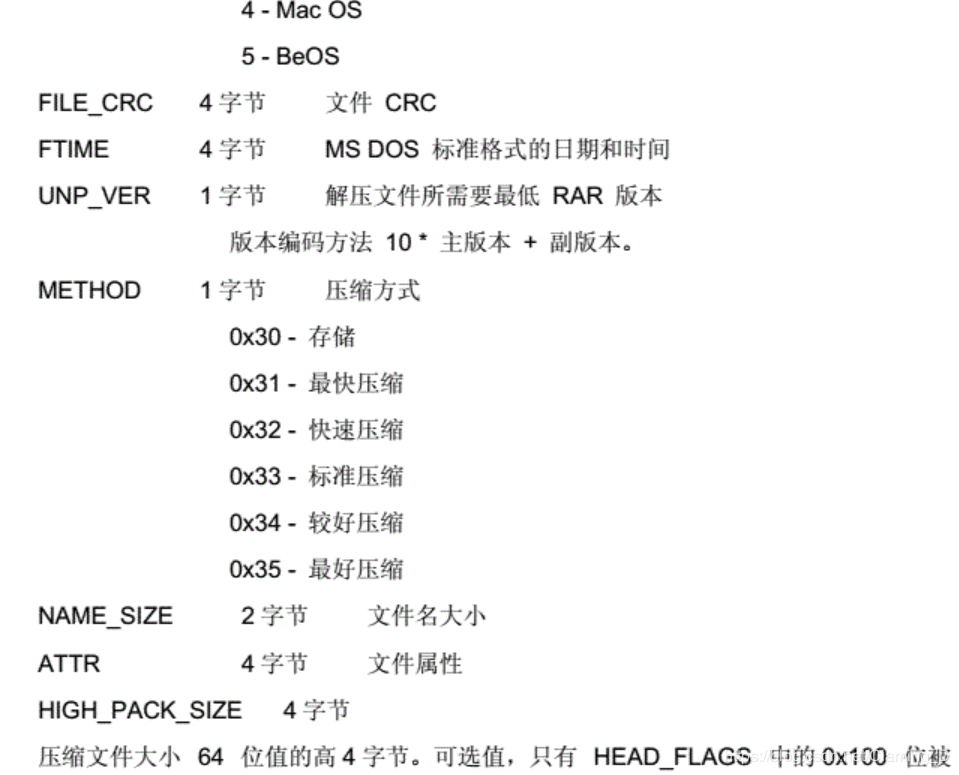 4 - Mac OS
5 - BeOS
FILE_CRC 4 字节 文件 CRC
FTIME 4 字节 MS DOS 标准格式的日期和时间
UNP_VER 1 字节 解压文件所需要最低 RAR 版本
版本编码方法 10 * 主版本 + 副版本。
METHOD 1 字节 压缩方式
0x30 - 存储
0x31 - 最快压缩
0x32 - 快速压缩
0x33 - 标准压缩
0x34 - 较好压缩
0x35 - 最好压缩
NAME_SIZE 2 字节 文件名大小
ATTR 4 字节 文件属性
HIGH_PACK_SIZE 4 字节
压缩文件大小 64 位值的高 4 字节。可选值，只有 HEAD_FLAGS 中的 0x100 位被